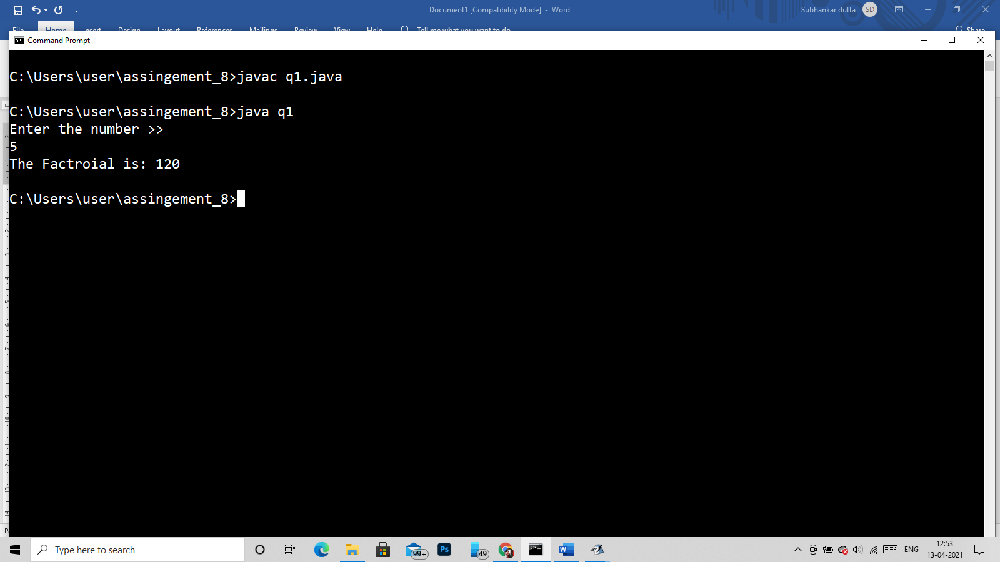 Document1 [Compatibility Mode] - Word
Subhankar dutta
SD
File Home Insert Design Layout References Mailings Review View Help Tell me what you want to do Share
Command Prompt
C:\Users\user\assingement_8>javac q1.java
C:\Users\user\assingement_8>java q1
Enter the number >>
5
The Factroial is: 120
C:\Users\user\assingement_8>
Type here to search
99+
Ps
49
W
ENG
12:53
13-04-2021